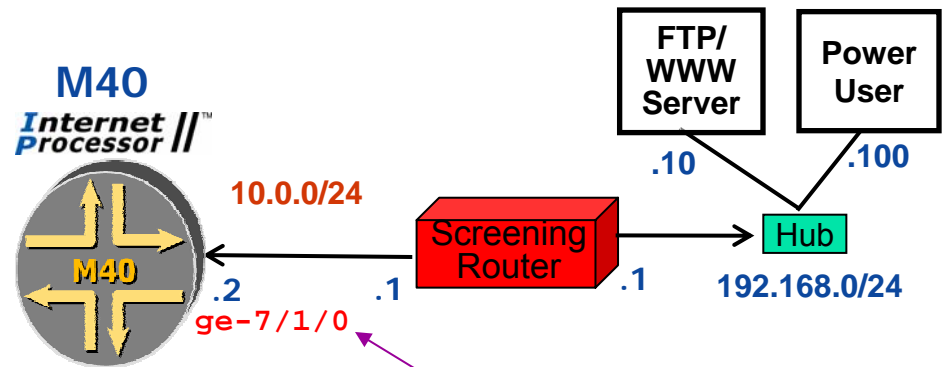 M40
Internet
Processor II™
M40
10.0.0/24
.2
ge-7/1/0
.1
Screening
Router
.1
FTP/
WWW
Server
.10
Power
User
.100
Hub
192.168.0/24